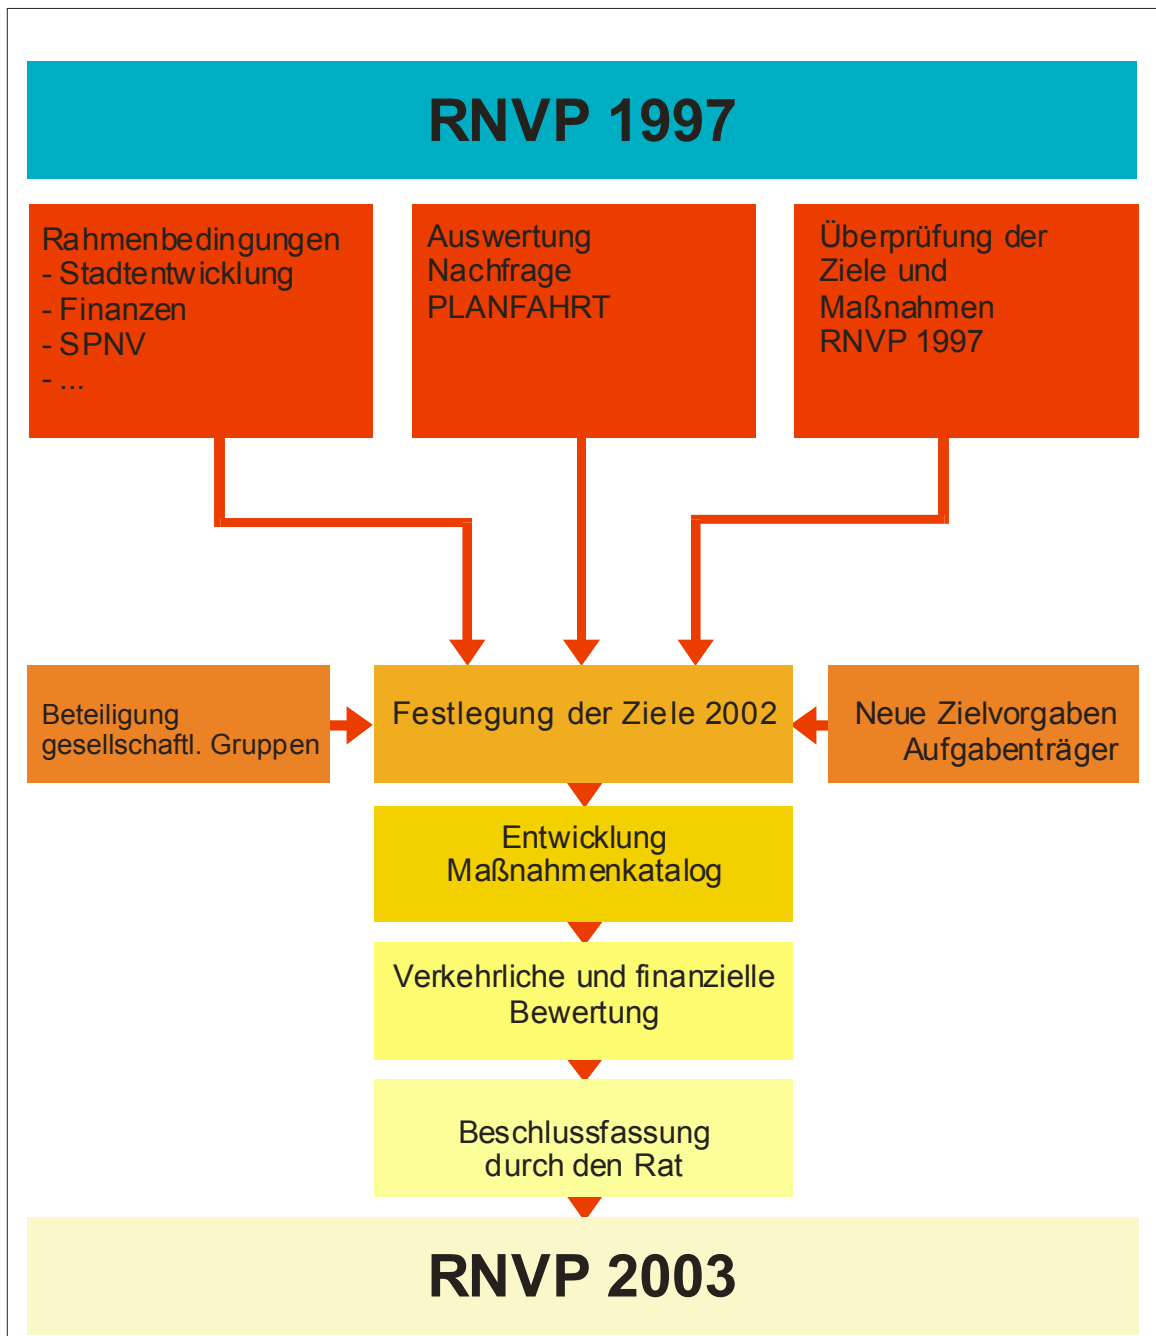 RNVP 1997
Rahmenbedingungen
- Stadtentwicklung
- Finanzen
- SPNV
- ...
Auswertung
Nachfrage
PLANFAHRT
Überprüfung der
Ziele und
Maßnahmen
RNVP 1997
Beteiligung
gesellschaftl. Gruppen
Festlegung der Ziele 2002
Neue Zielvorgaben
Aufgabenträger
Entwicklung
Maßnahmenkatalog
Verkehrliche und finanzielle
Bewertung
Beschlussfassung
durch den Rat
RNVP 2003